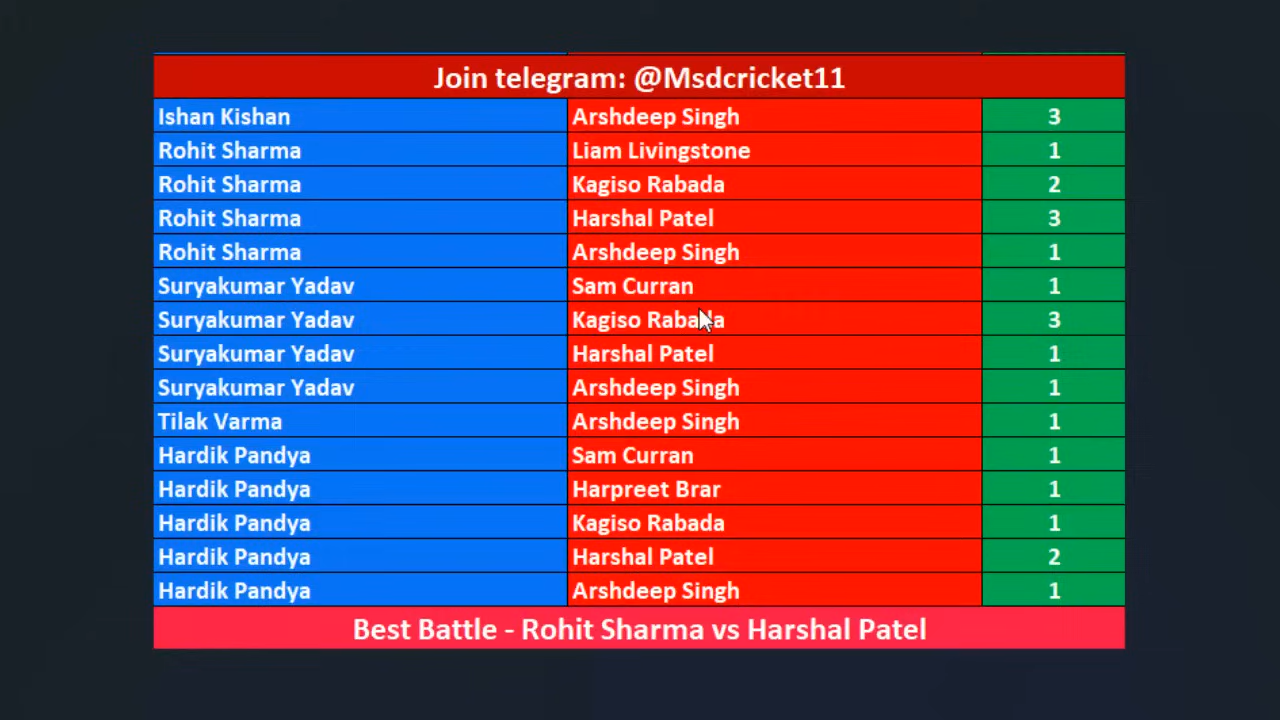 Join telegram: @Msdcricket11
Ishan Kishan Arshdeep Singh 3
Rohit Sharma Liam Livingstone 1
Rohit Sharma Kagiso Rabada 2
Rohit Sharma Harshal Patel 3
Rohit Sharma Arshdeep Singh 1
Suryakumar Yadav Sam Curran 1
Suryakumar Yadav Kagiso Rabada 3
Suryakumar Yadav Harshal Patel 1
Suryakumar Yadav Arshdeep Singh 1
Tilak Varma Arshdeep Singh 1
Hardik Pandya Sam Curran 1
Hardik Pandya Harpreet Brar 1
Hardik Pandya Kagiso Rabada 1
Hardik Pandya Harshal Patel 2
Hardik Pandya Arshdeep Singh 1
Best Battle - Rohit Sharma vs Harshal Patel